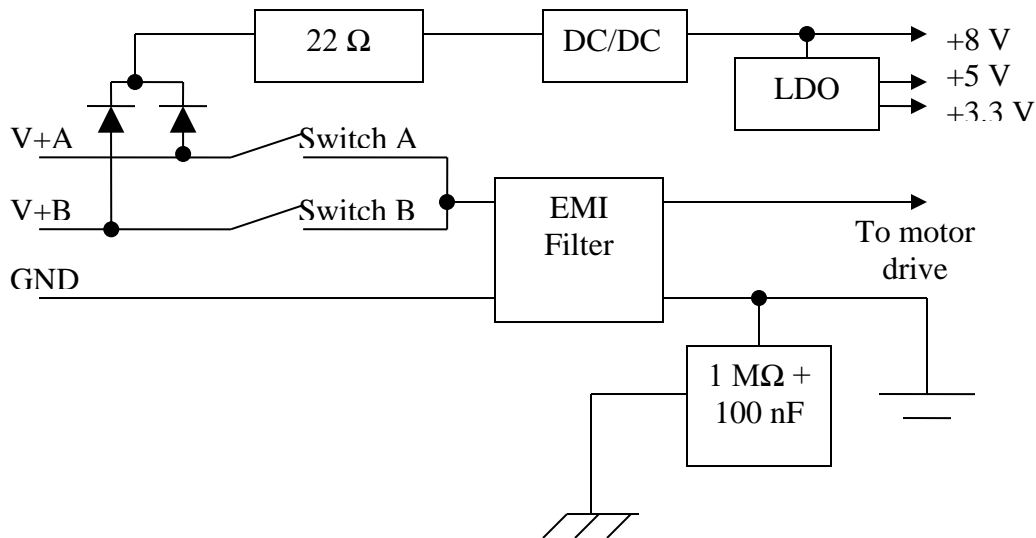 22 Ω
DC/DC
+8 V
+5 V
LDO
+3.3 V
V+A
Switch A
V+B
Switch B
EMI
Filter
To motor
drive
GND
1 MΩ +
100 nF